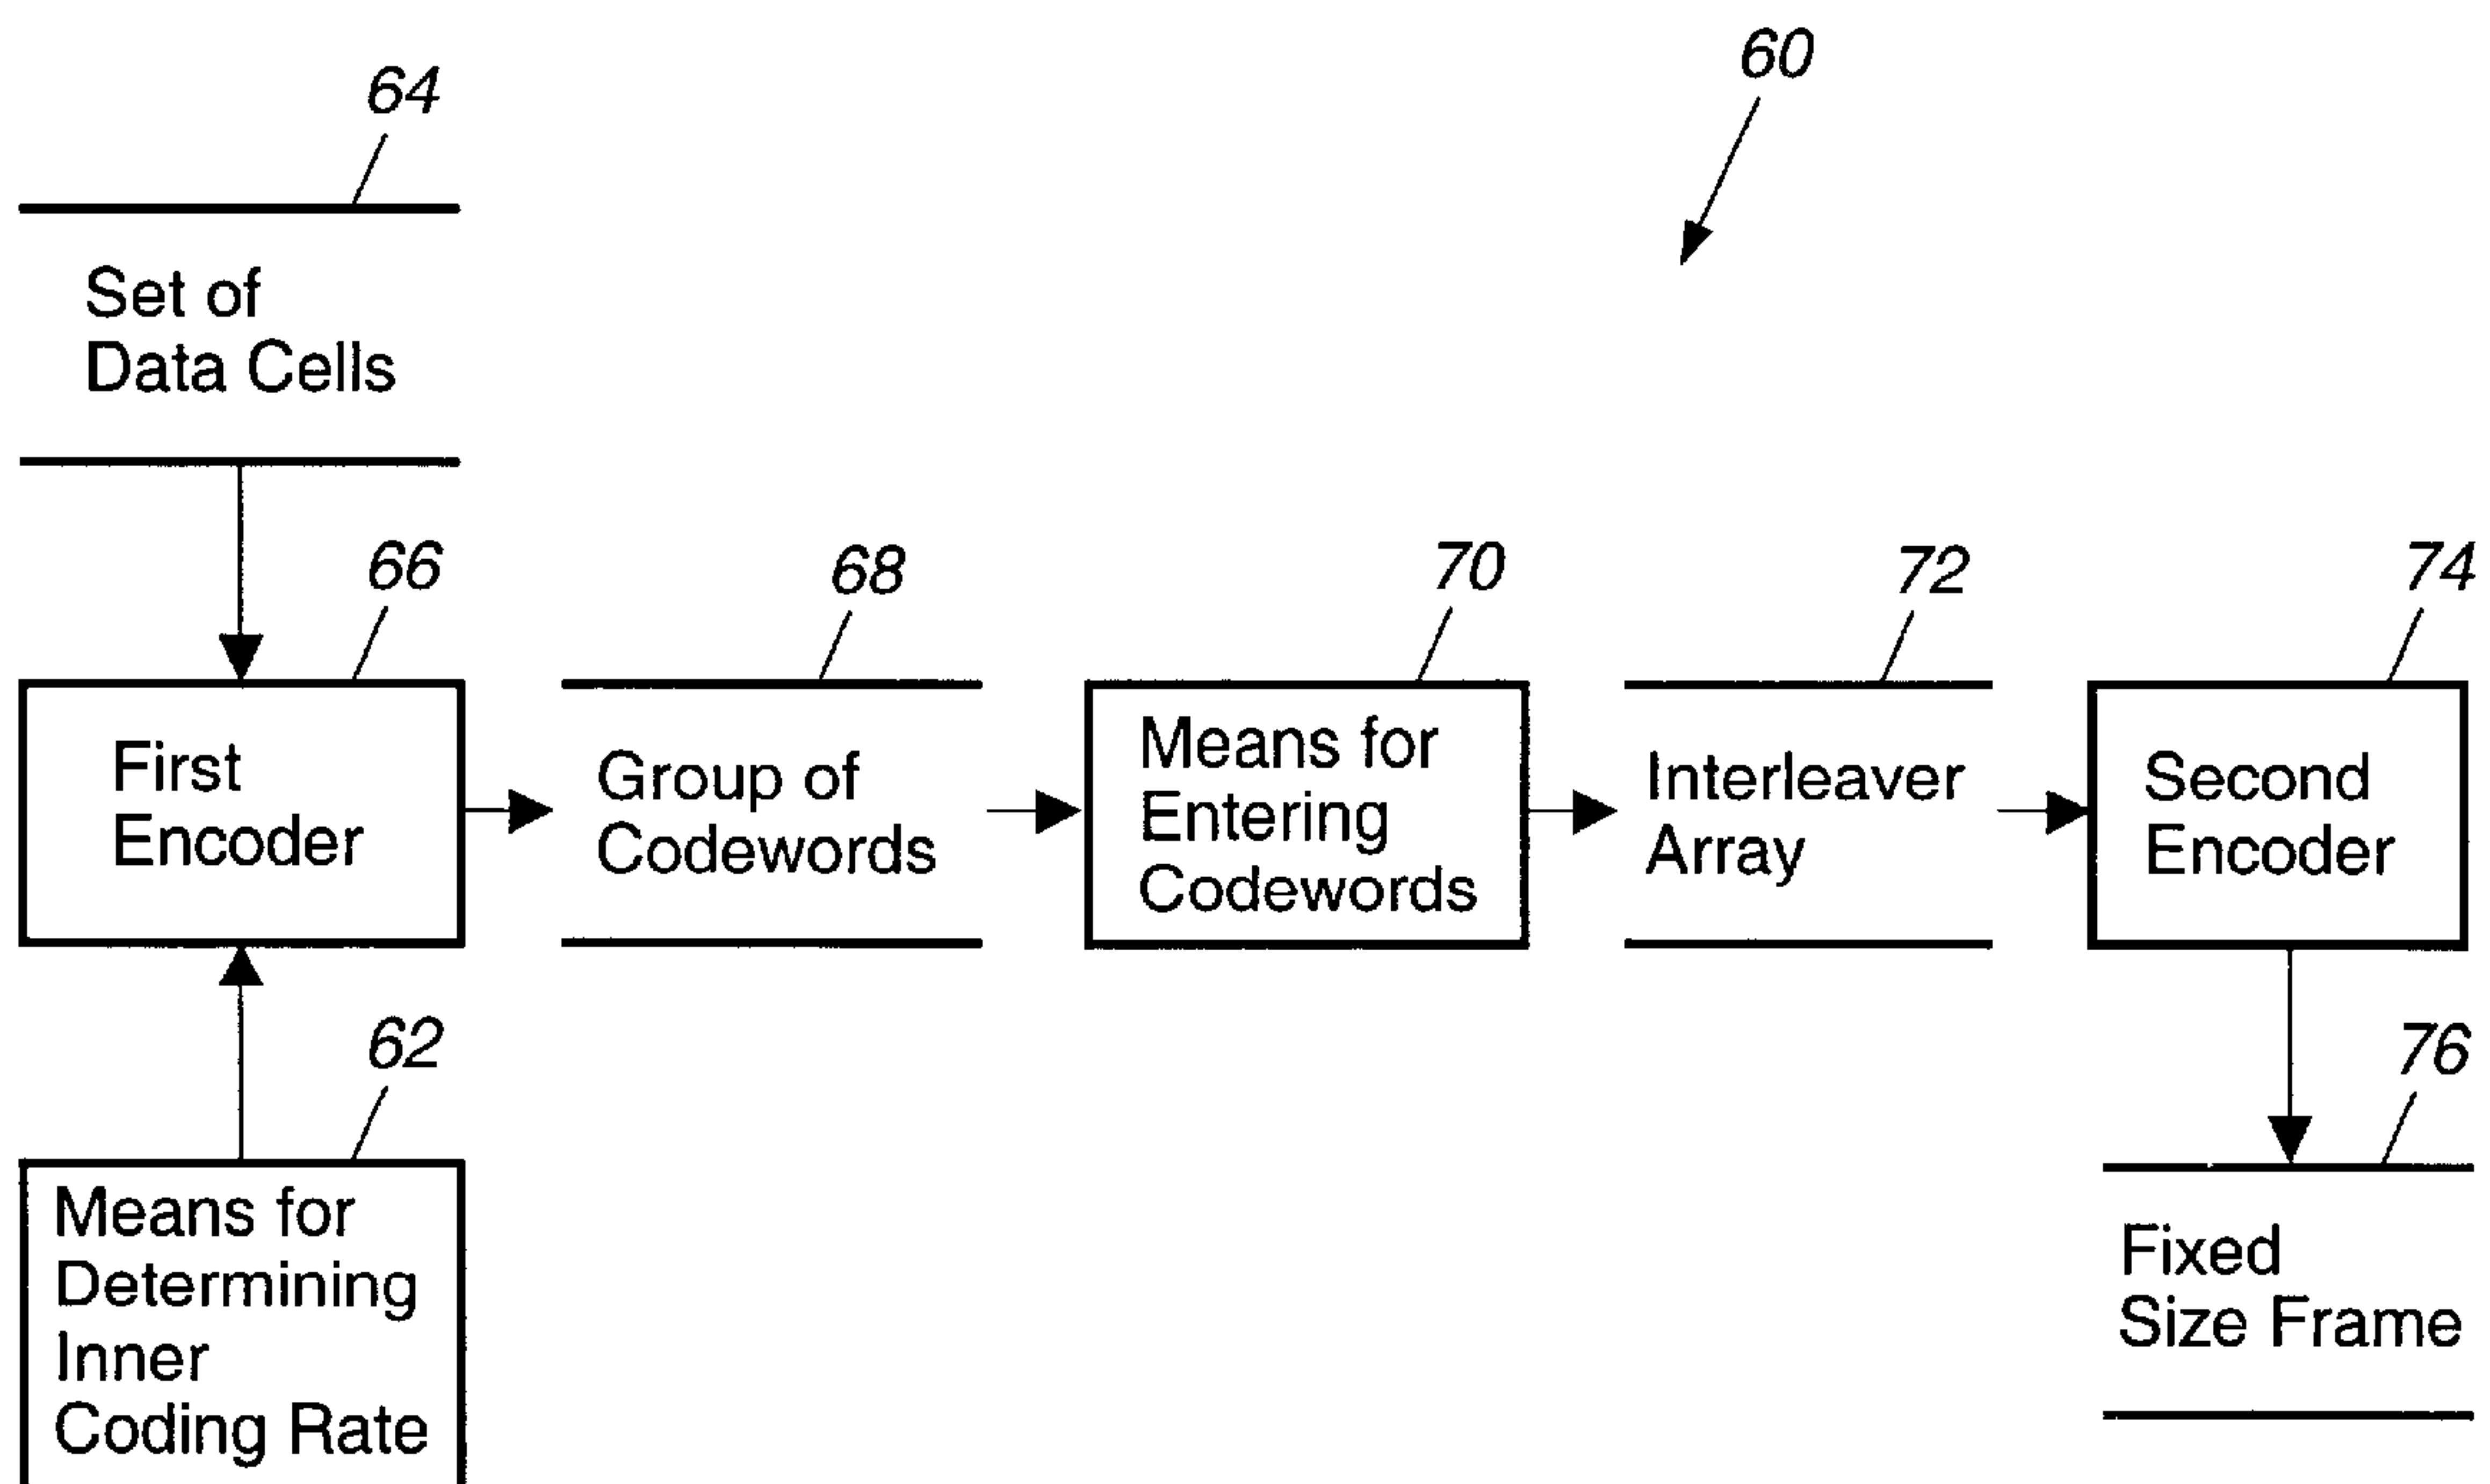 60
64
Set of
Data Cells
66
First
Encoder
68
Group of
Codewords
70
Means for
Entering
Codewords
72
Interleaver
Array
74
Second
Encoder
62
Means for
Determining
Inner
Coding Rate
76
Fixed
Size Frame